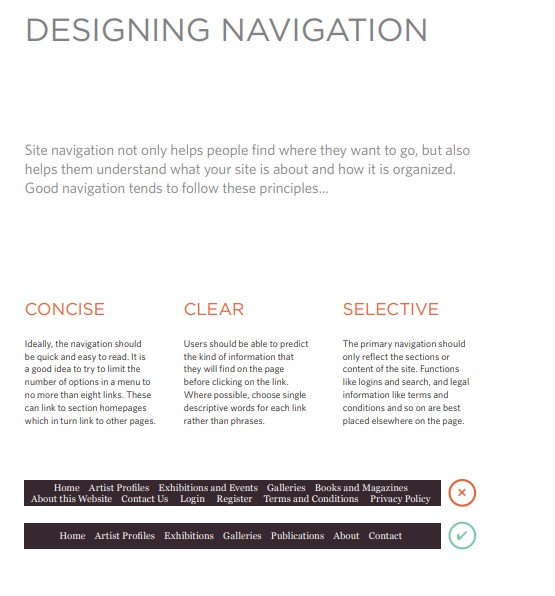 DESIGNING NAVIGATION
Site navigation not only helps people find where they want to go, but also
helps them understand what your site is about and how it is organized.
Good navigation tends to follow these principles...
CONCISE
Ideally, the navigation should
be quick and easy to read. It is
a good idea to try to limit the
number of options in a menu to
no more than eight links. These
can link to section homepages
which in turn link to other pages.
CLEAR
Users should be able to predict
the kind of information that
they will find on the page
before clicking on the link.
Where possible, choose single
descriptive words for each link
rather than phrases.
SELECTIVE
The primary navigation should
only reflect the sections or
content of the site. Functions
like logins and search, and legal
information like terms and
conditions and so on are best
placed elsewhere on the page.
Home Artist Profiles Exhibitions and Events Galleries Books and Magazines
About this Website Contact Us Login Register Terms and Conditions Privacy Policy
Home Artist Profiles Exhibitions Galleries Publications About Contact